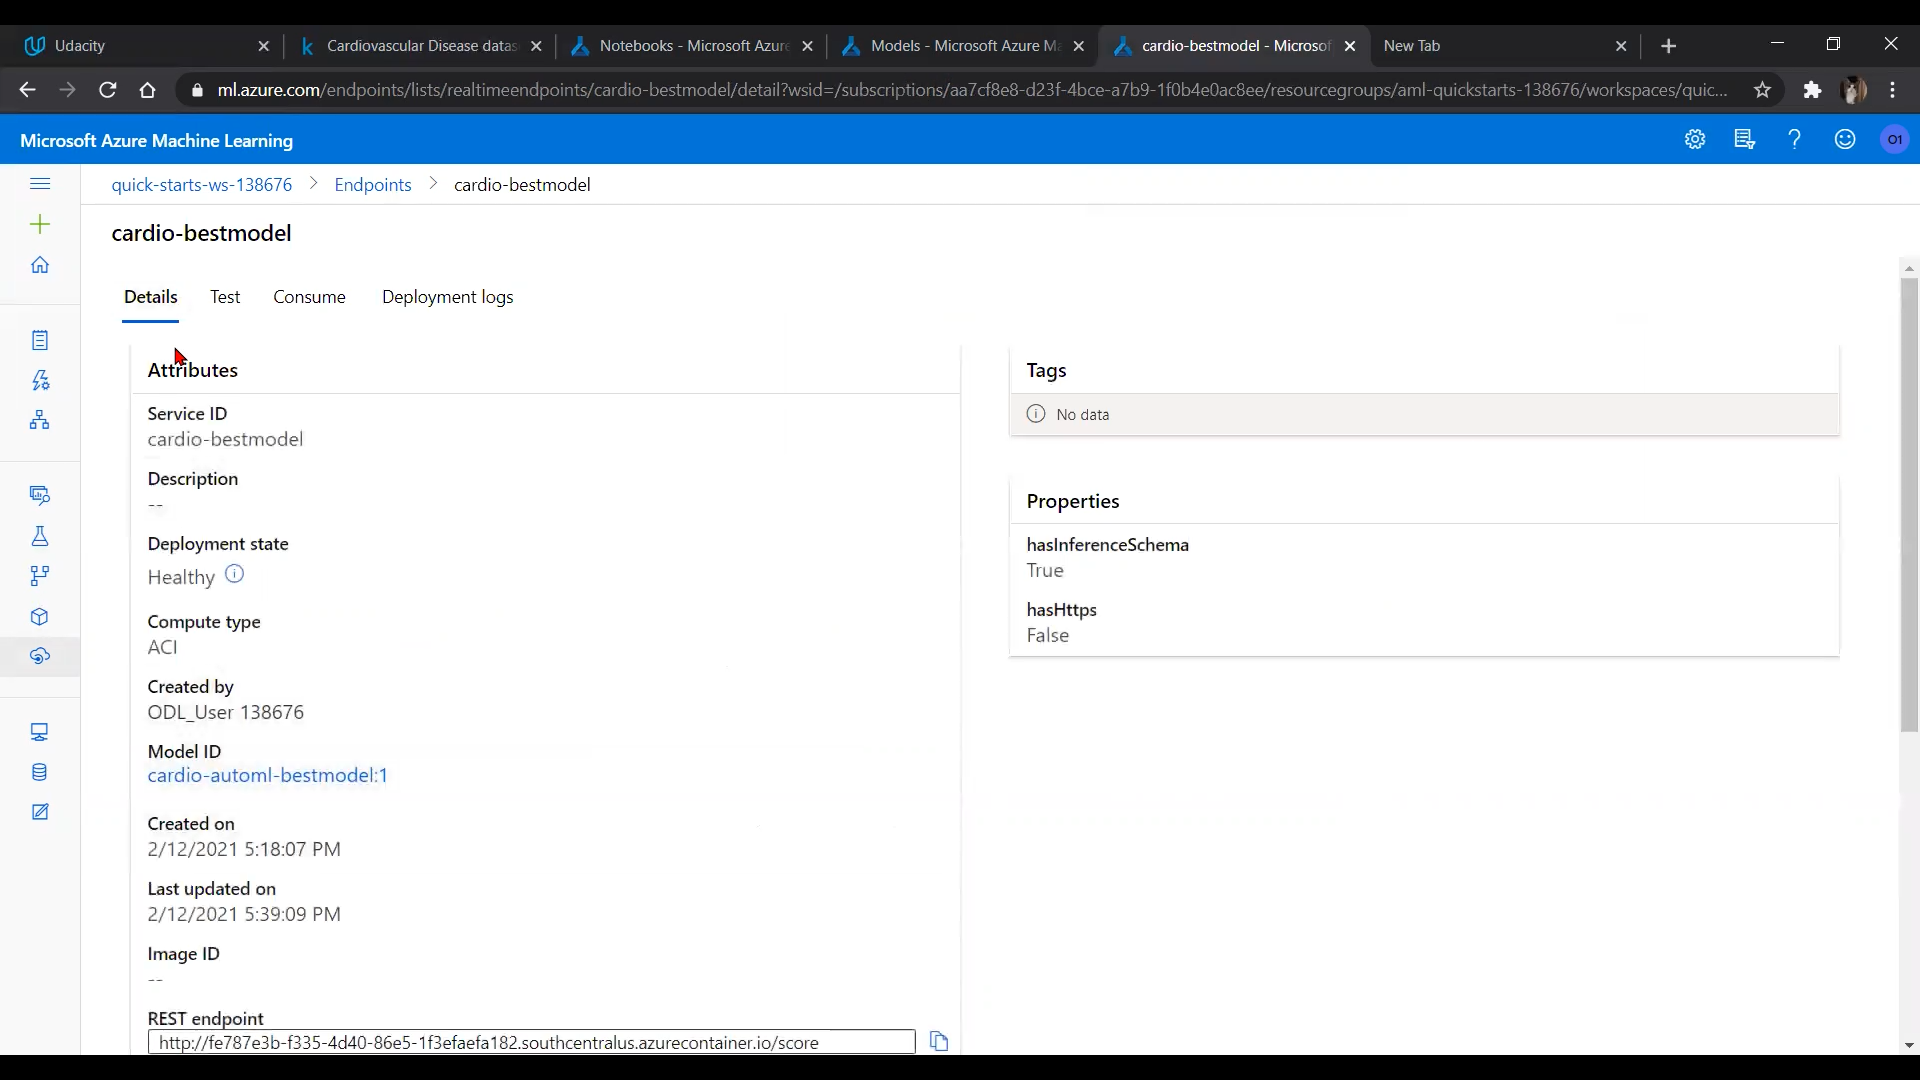 Udacity
Cardiovascular Disease datas
Notebooks - Microsoft Azure
Models - Microsoft Azure Ma
cardio-bestmodel - Microsof
New Tab
ml.azure.com/endpoints/lists/realtimeendpoints/cardio-bestmodel/detail?wsid=/subscriptions/aa7cf8e8-d23f-4bce-a7b9-1f0b4e0ac8ee/resourcegroups/aml-quickstarts-138676/workspaces/quic...
Microsoft Azure Machine Learning
O1
quick-starts-ws-138676 > Endpoints > cardio-bestmodel
cardio-bestmodel
Details
Test
Consume
Deployment logs
Attributes
Service ID
cardio-bestmodel
Description
--
Deployment state
Healthy
Compute type
ACI
Created by
ODL_User 138676
Model ID
cardio-automl-bestmodel:1
Created on
2/12/2021 5:18:07 PM
Last updated on
2/12/2021 5:39:09 PM
Image ID
--
REST endpoint
http://fe787e3b-f335-4d40-86e5-1f3efaefa182.southcentralus.azurecontainer.io/score
Tags
No data
Properties
hasInferenceSchema
True
hasHttps
False